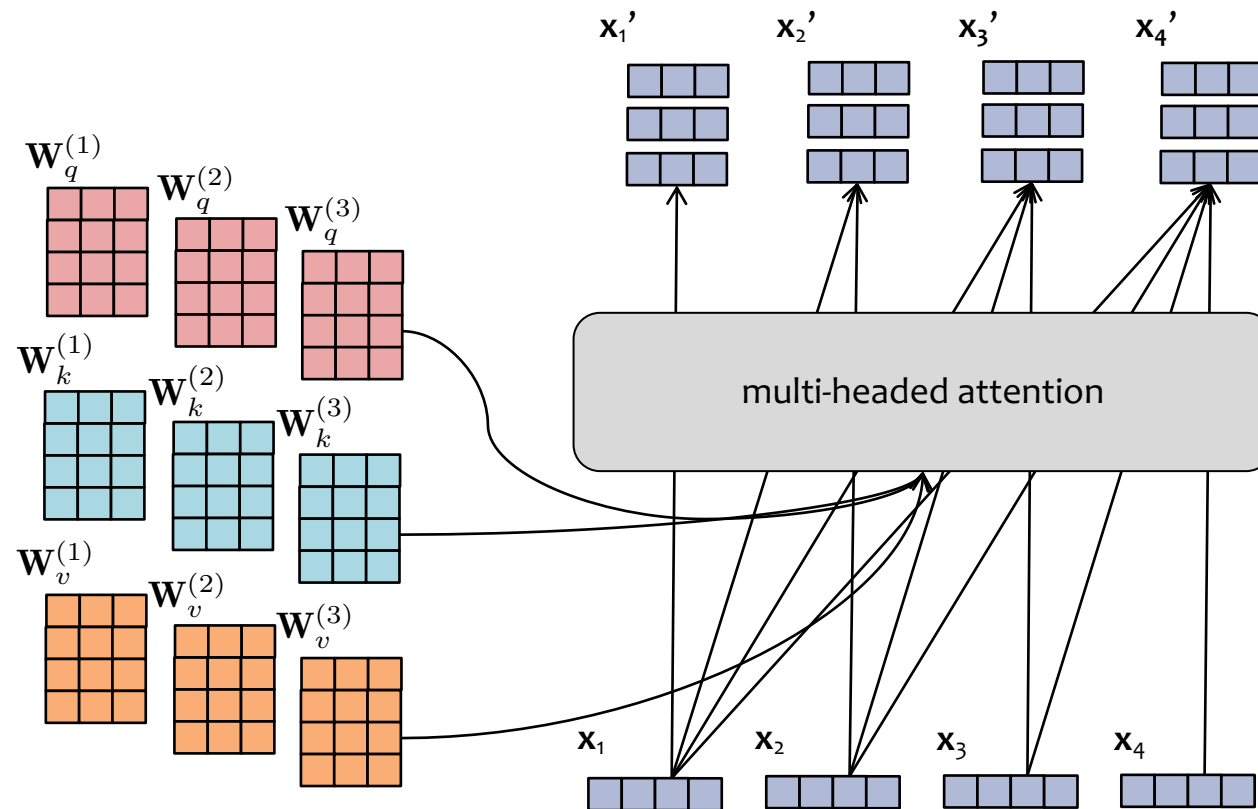 x₁’ x₂’ x₃’ x₄’
W_q^(1) W_q^(2) W_q^(3)
W_k^(1) W_k^(2) W_k^(3)
multi-headed attention
W_v^(1) W_v^(2) W_v^(3)
x₁ x₂ x₃ x₄